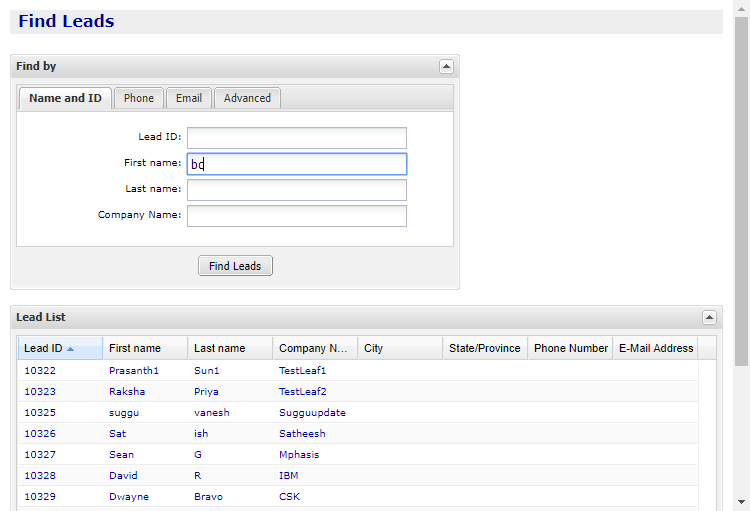 Find Leads
Find by
Name and ID Phone Email Advanced
Lead ID:
First name: bc
Last name:
Company Name:
Find Leads
Lead List
Lead ID First name Last name Company N... City State/Province Phone Number E-Mail Address
10322 Prasanth1 Sun1 TestLeaf1
10323 Raksha Priya TestLeaf2
10325 suggu vanesh Sugguupdate
10326 Sat ish Satheesh
10327 Sean G Mphasis
10328 David R IBM
10329 Dwayne Bravo CSK